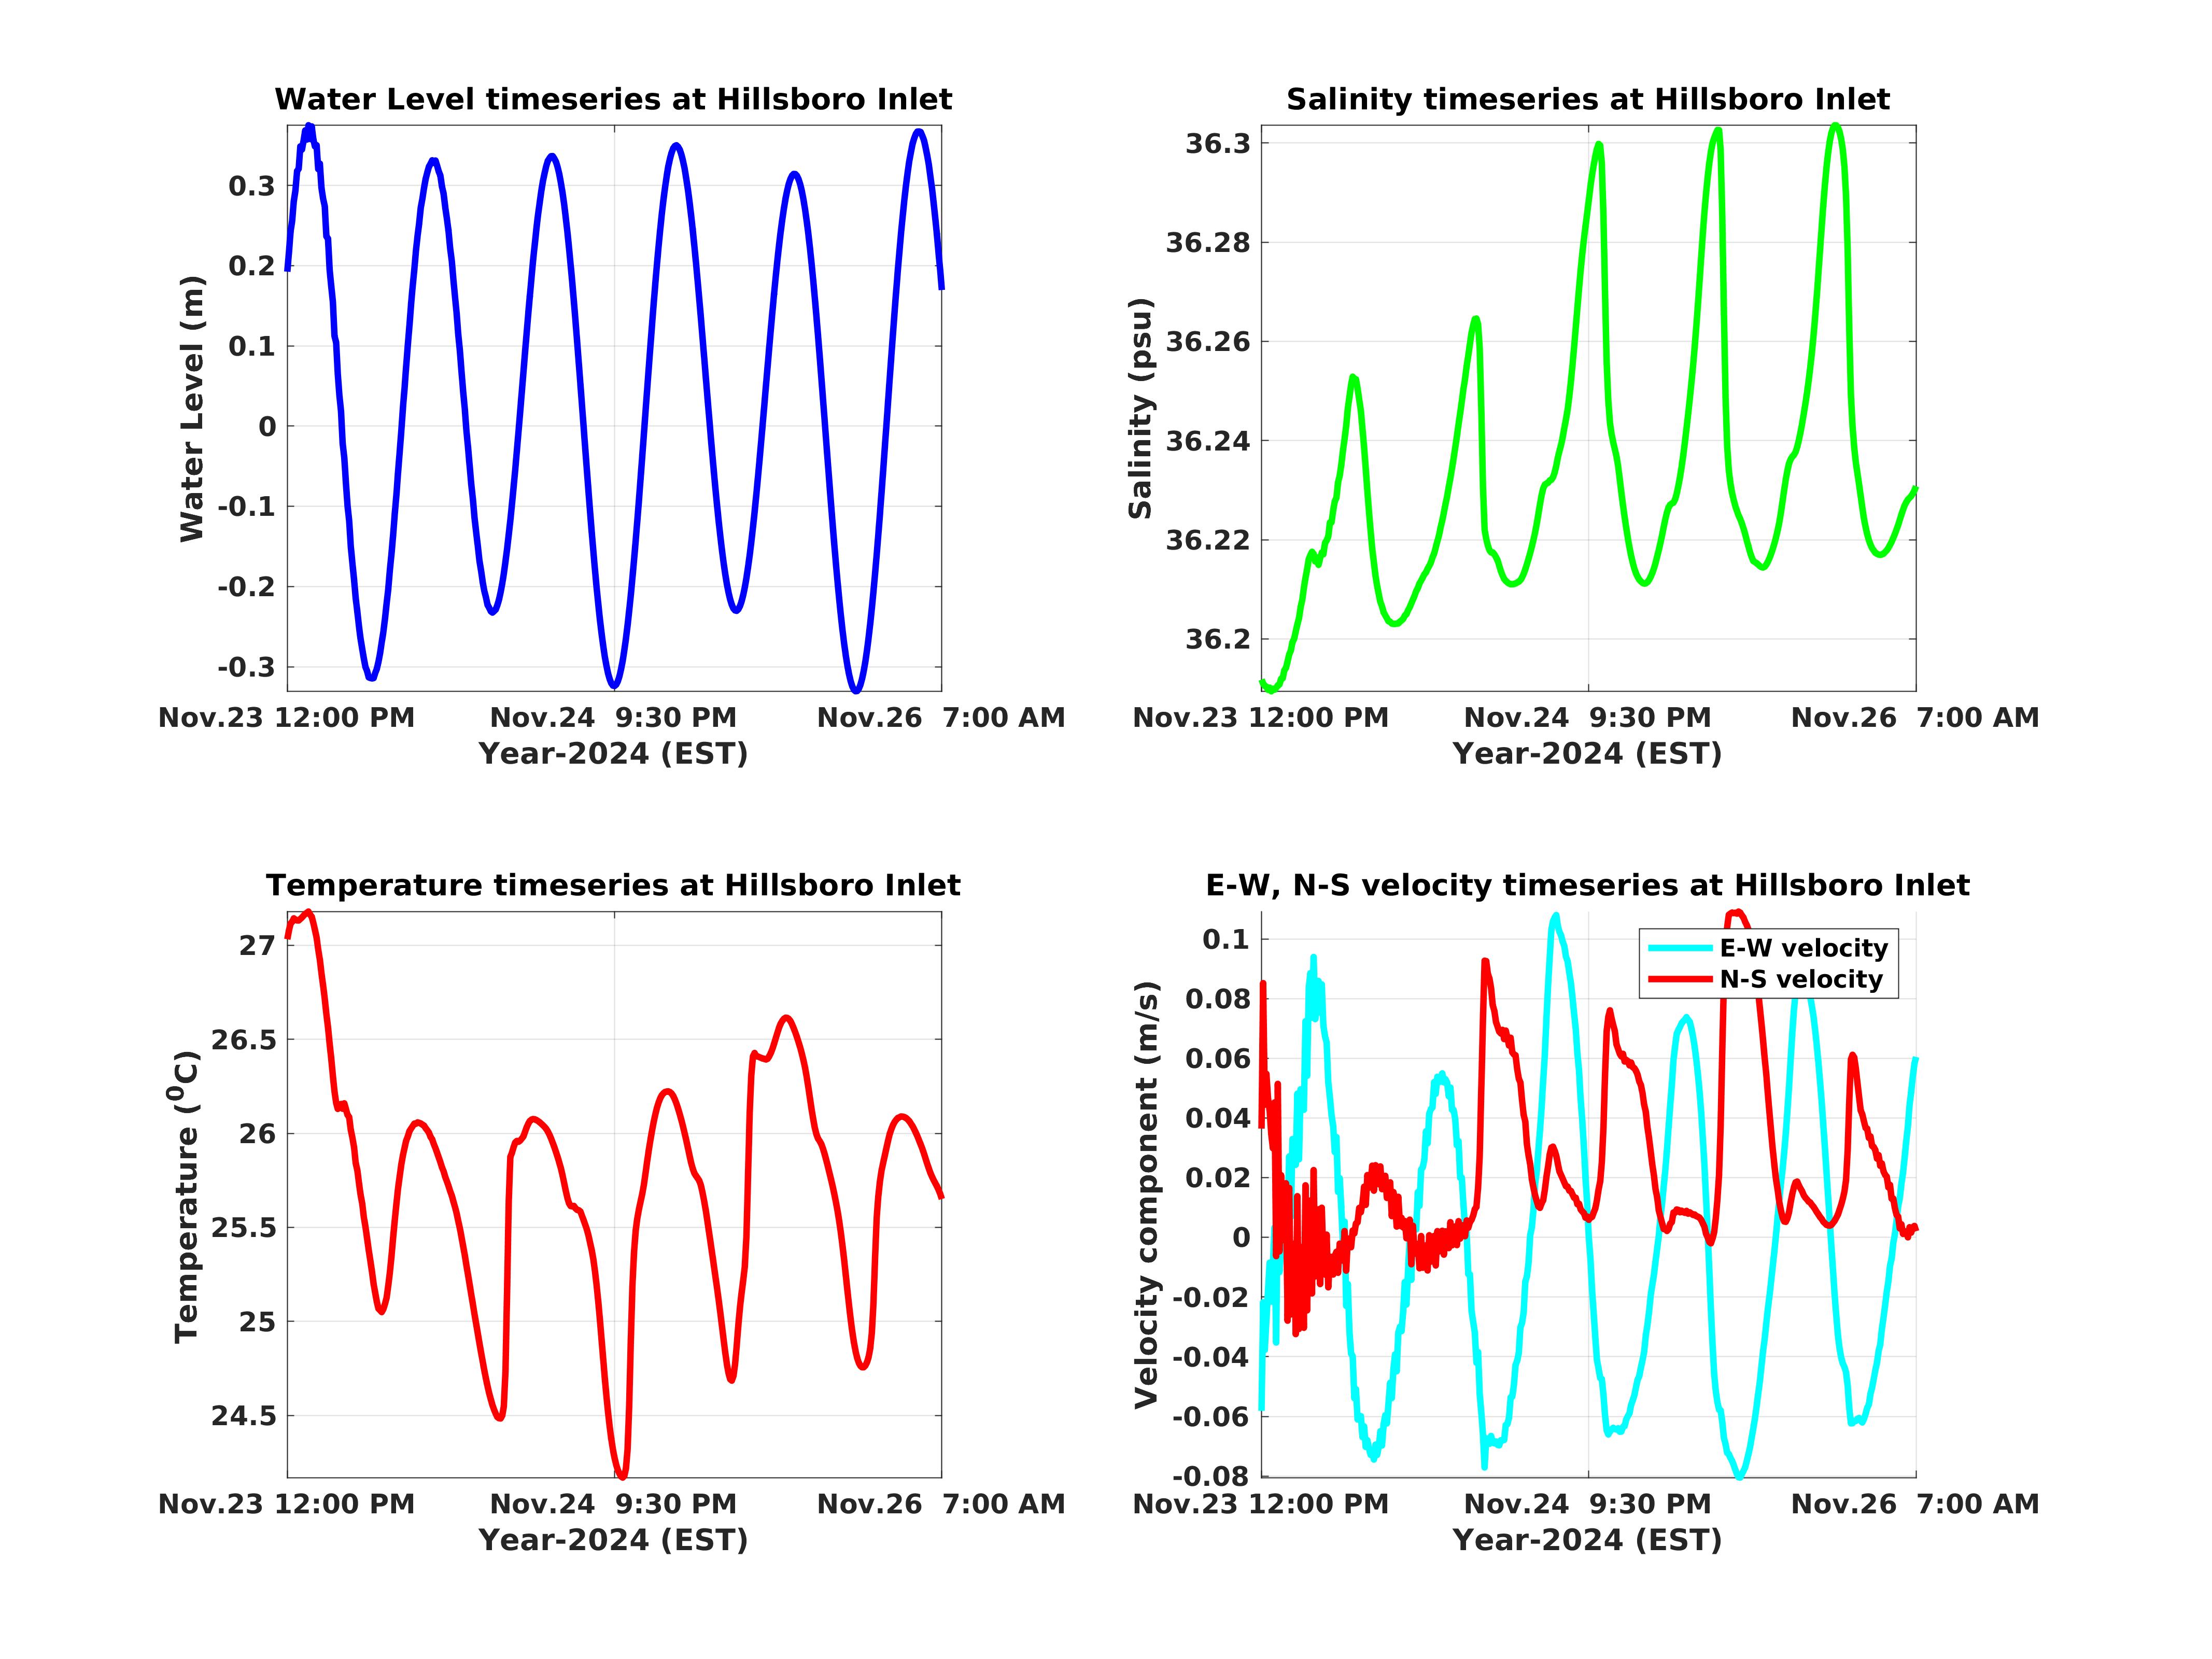 Water Level timeseries at Hillsboro Inlet
Water Level (m)
0.3
0.2
0.1
0
-0.1
-0.2
-0.3
Nov.23 12:00 PM
Nov.24 9:30 PM
Nov.26 7:00 AM
Year-2024 (EST)
Salinity timeseries at Hillsboro Inlet
Salinity (psu)
36.3
36.28
36.26
36.24
36.22
36.2
Nov.23 12:00 PM
Nov.24 9:30 PM
Nov.26 7:00 AM
Year-2024 (EST)
Temperature timeseries at Hillsboro Inlet
Temperature (⁰C)
27
26.5
26
25.5
25
24.5
Nov.23 12:00 PM
Nov.24 9:30 PM
Nov.26 7:00 AM
Year-2024 (EST)
E-W, N-S velocity timeseries at Hillsboro Inlet
Velocity component (m/s)
0.1
0.08
0.06
0.04
0.02
0
-0.02
-0.04
-0.06
-0.08
E-W velocity
N-S velocity
Nov.23 12:00 PM
Nov.24 9:30 PM
Nov.26 7:00 AM
Year-2024 (EST)